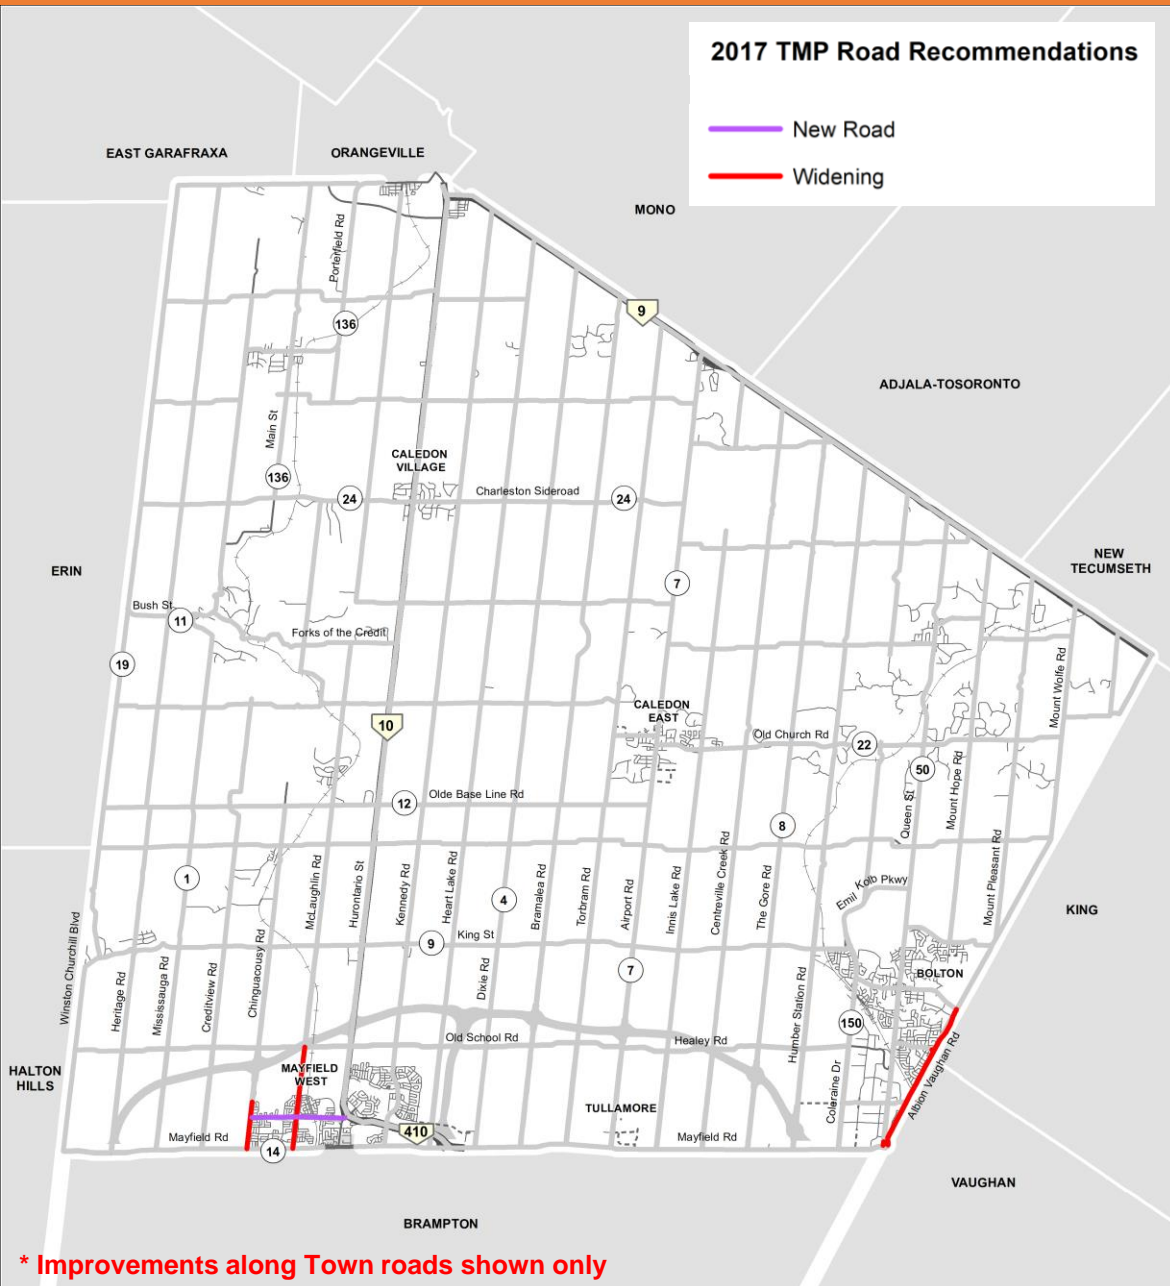 2017 TMP Road Recommendations
New Road
Widening
EAST GARAFRAXA
ORANGEVILLE
MONO
Porterfield Rd
9
136
ADJALA-TOSORONTO
Main St
CALEDON
VILLAGE
136
24
Charleston Sideroad
24
NEW
TECUMSETH
ERIN
7
Bush St
11
Forks of the Credit
19
Mount Wolfe Rd
CALEDON
EAST
10
Old Church Rd
22
50
Mount Hope Rd
Queen St
12
Olde Base Line Rd
8
1
McLaughlin Rd
Hurontario St
Kennedy Rd
Heart Lake Rd
4
Bramalea Rd
Torbram Rd
Airport Rd
Innis Lake Rd
Centreville Creek Rd
The Gore Rd
Emil Kolb Pkwy
Mount Pleasant Rd
KING
Winston Churchill Blvd
Heritage Rd
Mississauga Rd
Creditview Rd
Chinguacousy Rd
9
King St
Dixie Rd
7
BOLTON
Humber Station Rd
150
Old School Rd
Healey Rd
Albion Vaughan Rd
HALTON
HILLS
MAYFIELD
WEST
Coleraine Dr
TULLAMORE
410
Mayfield Rd
14
Mayfield Rd
VAUGHAN
BRAMPTON
* Improvements along Town roads shown only